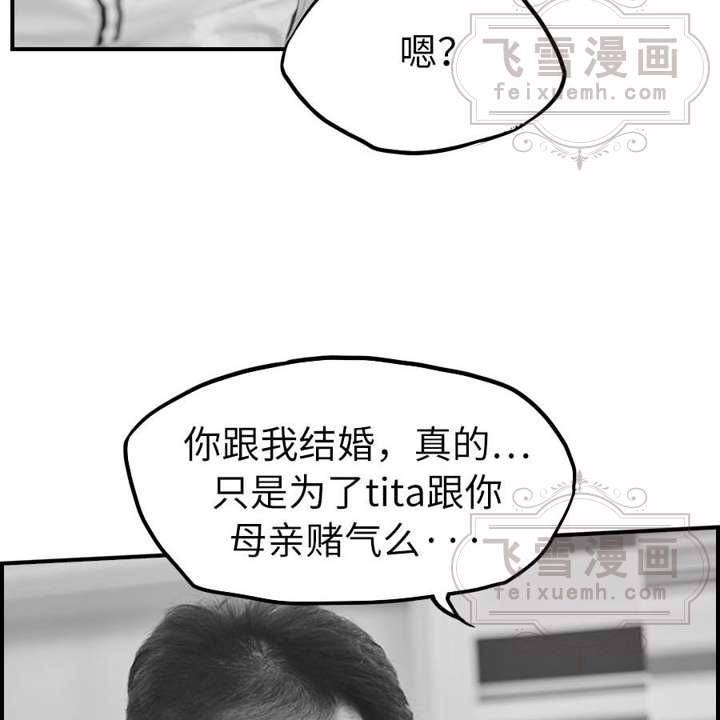 嗯?
飞雪漫画
feixuemh.com
你跟我结婚，真的...
只是为了tita跟你
母亲赌气么···
飞雪漫画
feixuemh.com